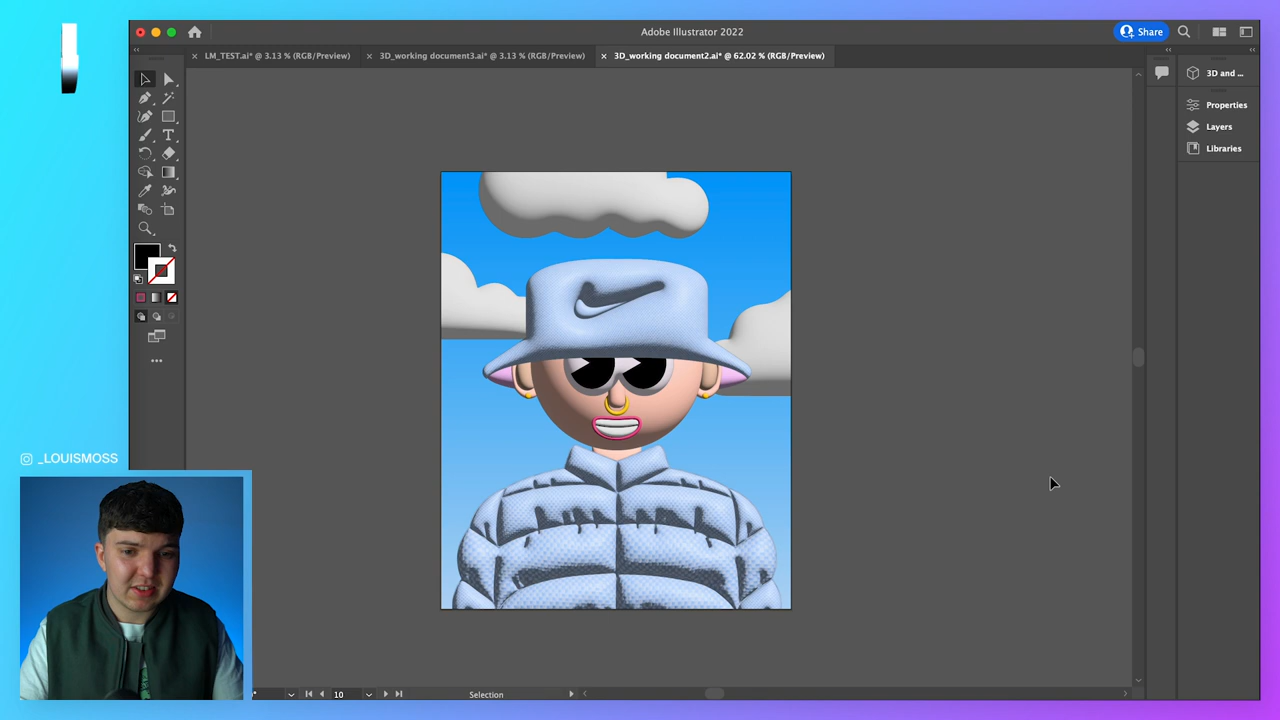 Adobe Illustrator 2022
Share
LM_TEST.ai* @ 3.13 % (RGB/Preview)
3D_working document3.ai* @ 3.13 % (RGB/Preview)
3D_working document2.ai* @ 62.02 % (RGB/Preview)
3D and ...
Properties
Layers
Libraries
_LOUISMOSS
10
Selection